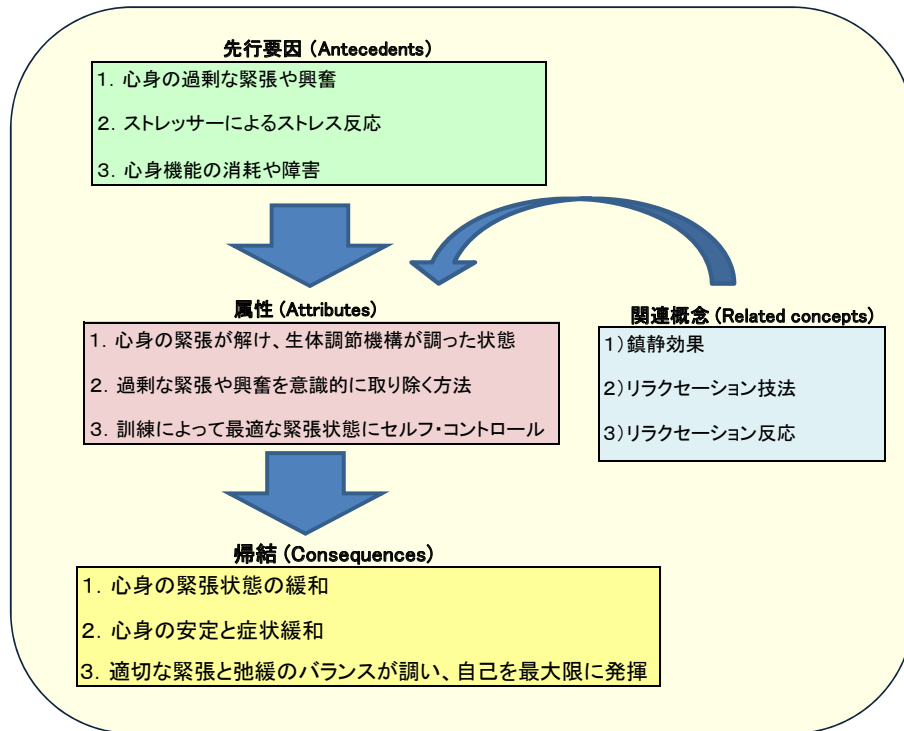 先行要因 (Antecedents)
1．心身の過剰な緊張や興奮
2．ストレッサーによるストレス反応
3．心身機能の消耗や障害
属性 (Attributes)
1．心身の緊張が解け、生体調節機構が調った状態
2．過剰な緊張や興奮を意識的に取り除く方法
3．訓練によって最適な緊張状態にセルフ・コントロール
関連概念 (Related concepts)
1）鎮静効果
2）リラクセーション技法
3）リラクセーション反応
帰結 (Consequences)
1．心身の緊張状態の緩和
2．心身の安定と症状緩和
3．適切な緊張と弛緩のバランスが調い、自己を最大限に発揮